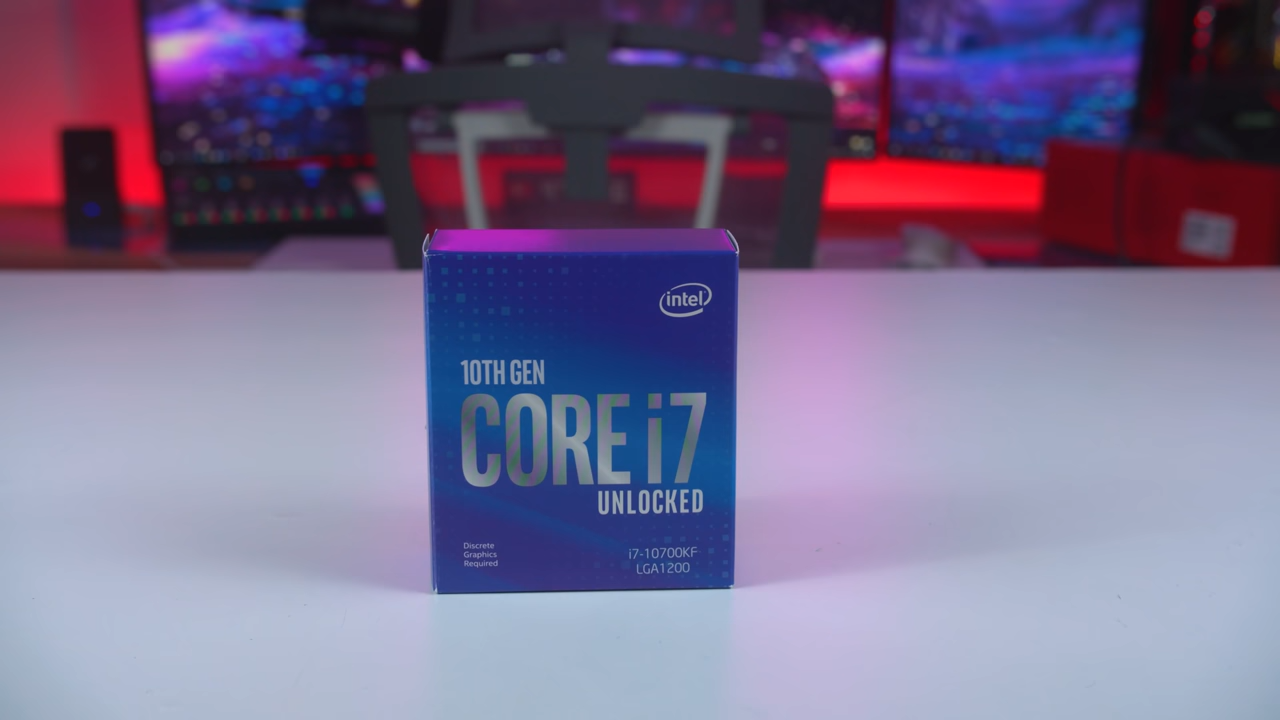 intel
10TH GEN
CORE i7
UNLOCKED
Discrete
Graphics
Required
i7-10700KF
LGA1200